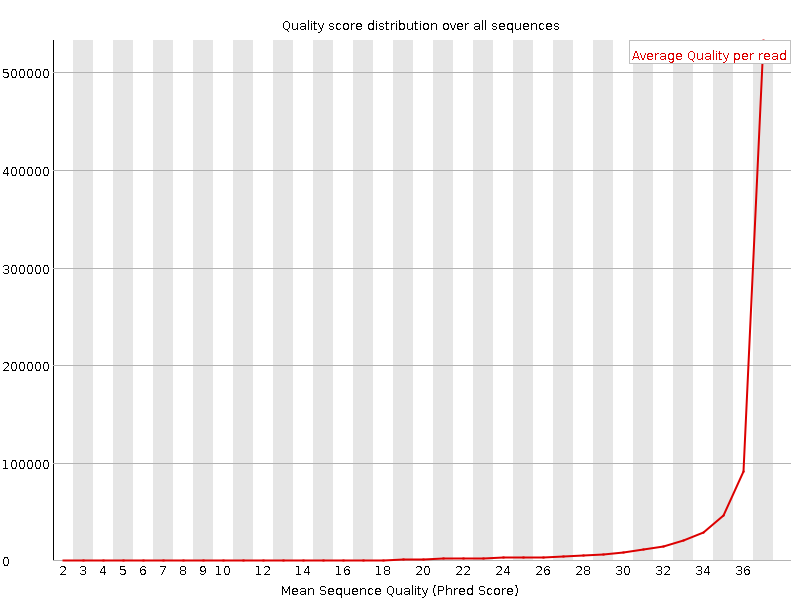 Quality score distribution over all sequences
Average Quality per read
500000
400000
300000
200000
100000
0
2 3 4 5 6 7 8 9 10 12 14 16 18 20 22 24 26 28 30 32 34 36
Mean Sequence Quality (Phred Score)